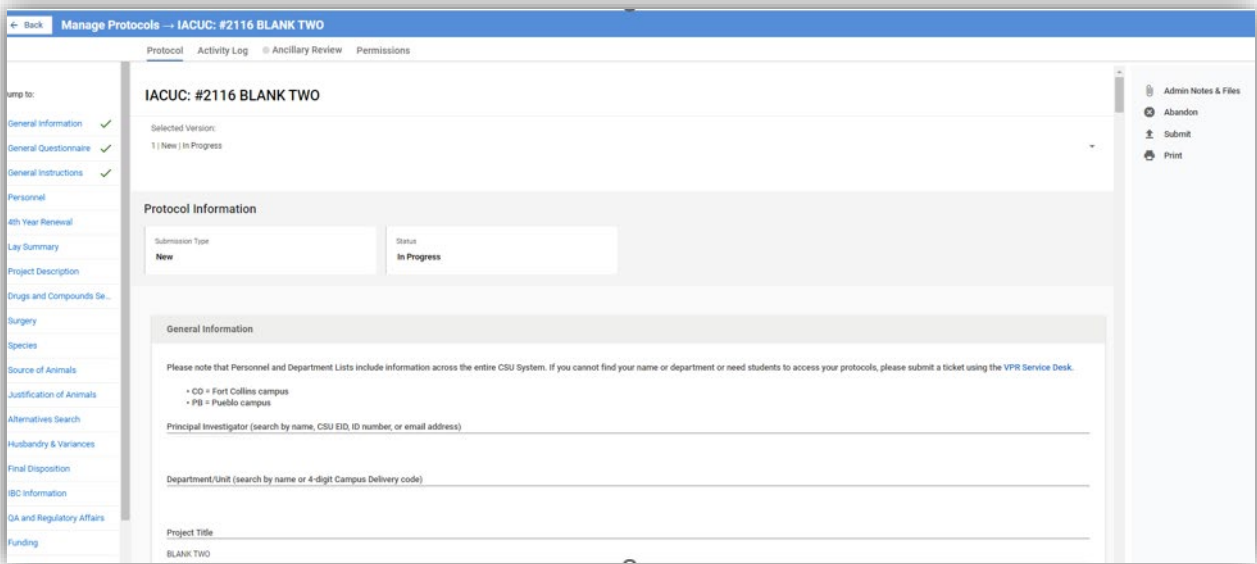 ← Back Manage Protocols → IACUC: #2116 BLANK TWO
Protocol Activity Log Ancillary Review Permissions
ump to:
General Information
General Questionnaire
General Instructions
Personnel
4th Year Renewal
Lay Summary
Project Description
Drugs and Compounds Se...
Surgery
Species
Source of Animals
Justification of Animals
Alternatives Search
Husbandry & Variances
Final Disposition
IBC Information
QA and Regulatory Affairs
Funding
IACUC: #2116 BLANK TWO
Selected Version:
1 | New | In Progress
Protocol Information
Submission Type
New
Status
In Progress
General Information
Please note that Personnel and Department Lists include information across the entire CSU System. If you cannot find your name or department or need students to access your protocols, please submit a ticket using the VPR Service Desk.
• CO = Fort Collins campus
• PB = Pueblo campus
Principal Investigator (search by name, CSU EID, ID number, or email address)
Department/Unit (search by name or 4-digit Campus Delivery code)
Project Title
BLANK TWO
Admin Notes & Files
Abandon
Submit
Print